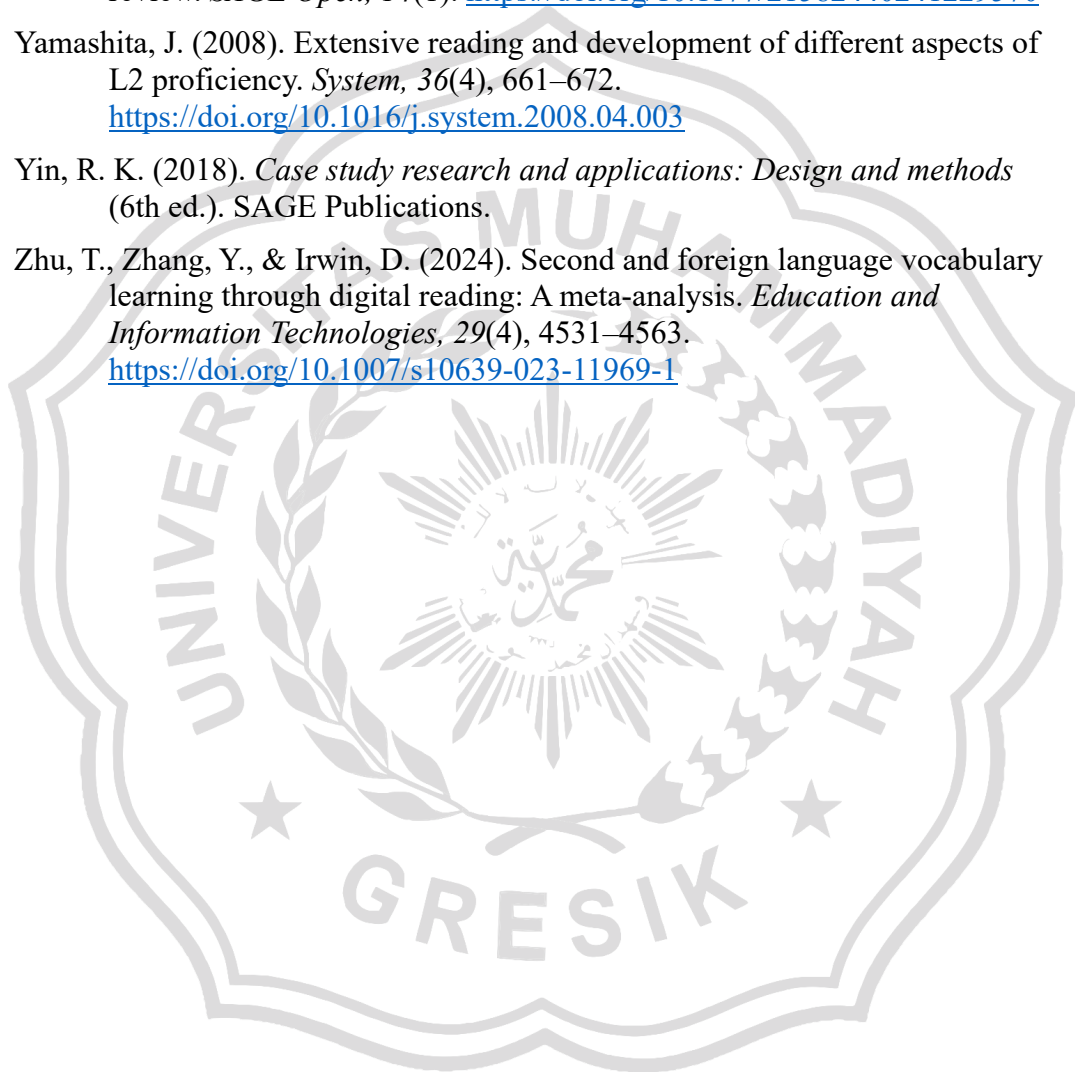 Yamashita, J. (2008). Extensive reading and development of different aspects of
L2 proficiency. System, 36(4), 661–672.
https://doi.org/10.1016/j.system.2008.04.003
Yin, R. K. (2018). Case study research and applications: Design and methods
(6th ed.). SAGE Publications.
Zhu, T., Zhang, Y., & Irwin, D. (2024). Second and foreign language vocabulary
learning through digital reading: A meta-analysis. Education and
Information Technologies, 29(4), 4531–4563.
https://doi.org/10.1007/s10639-023-11969-1
UNIVERSITAS MUHAMMADIYAH
GRESIK